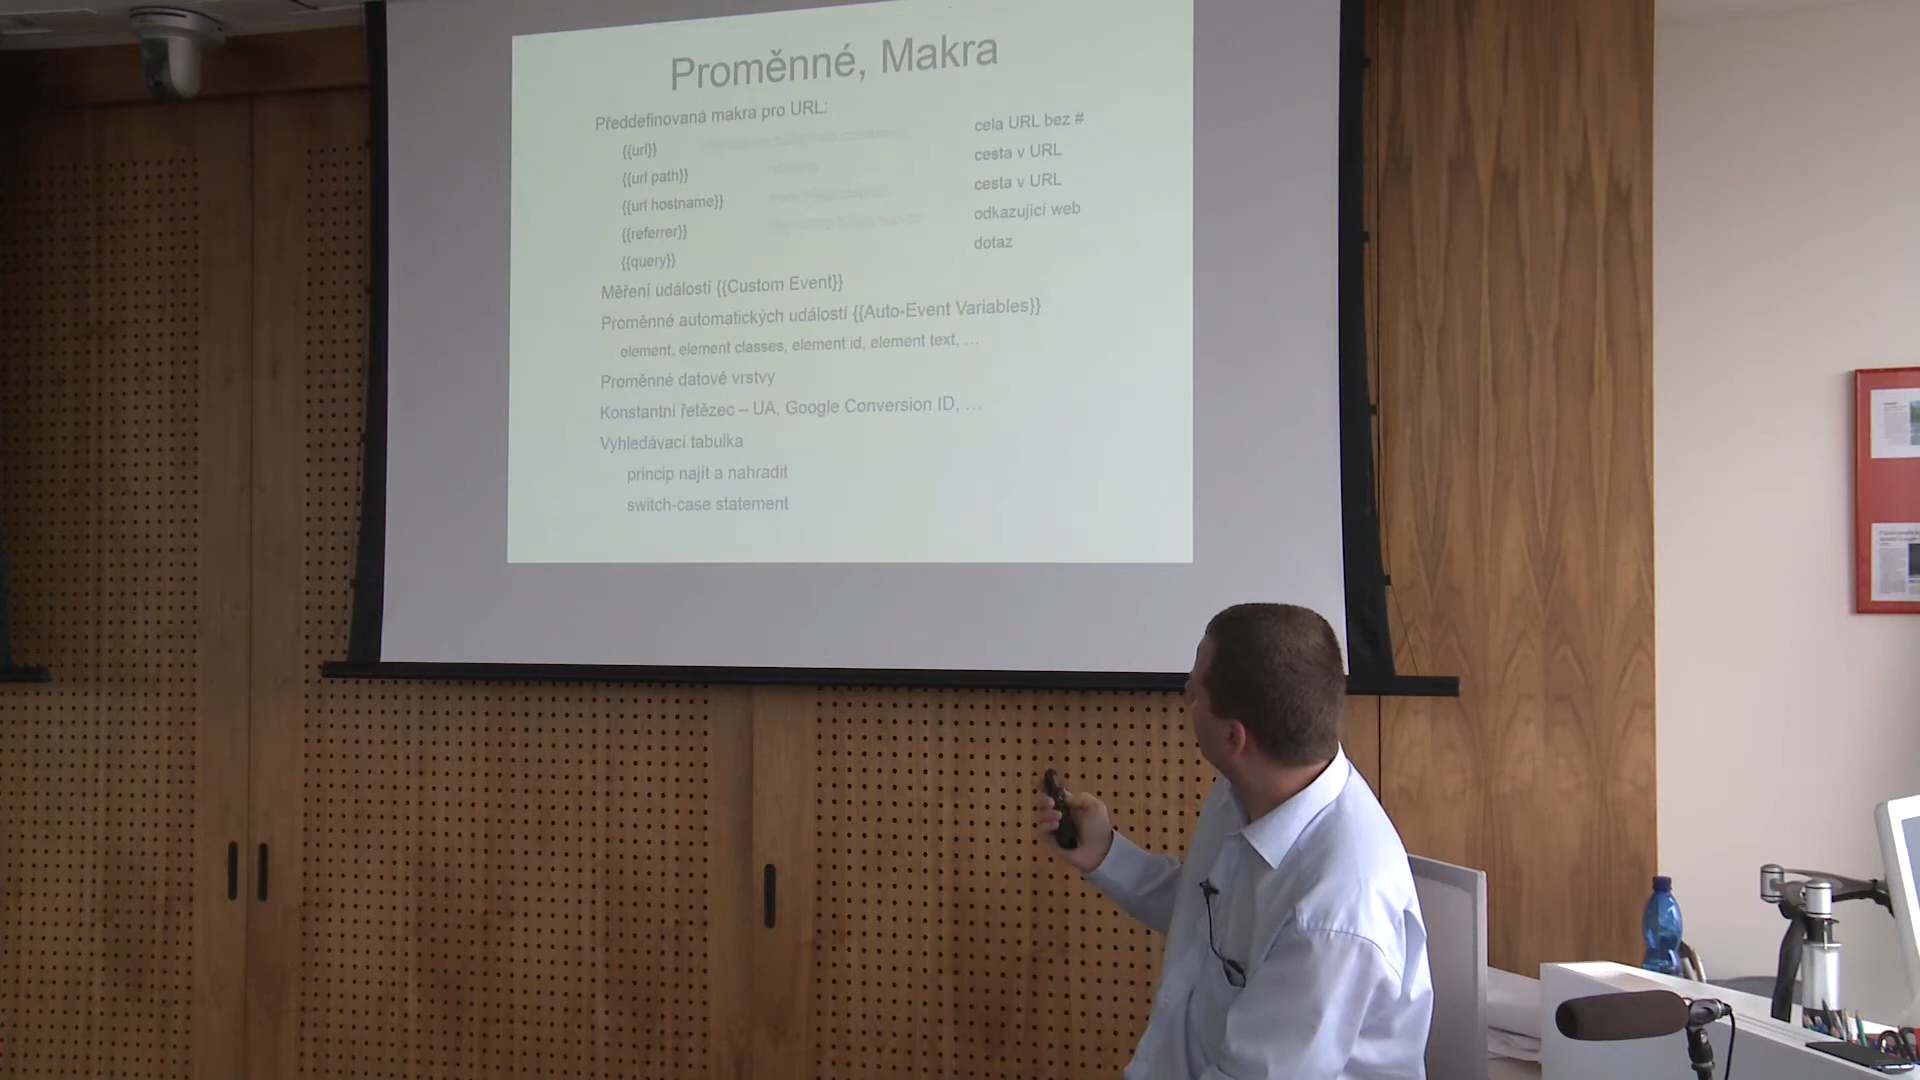 Proměnné, Makra
Předdefinovaná makra pro URL:
{{url}} cela URL bez #
{{url path}} cesta v URL
{{url hostname}} cesta v URL
{{referrer}} odkazující web
{{query}} dotaz
Měření událostí {{Custom Event}}
Proměnné automatických událostí {{Auto-Event Variables}}
element, element classes, element id, element text, …
Proměnné datové vrstvy
Konstantní řetězec – UA, Google Conversion ID, …
Vyhledávací tabulka
princip najít a nahradit
switch-case statement